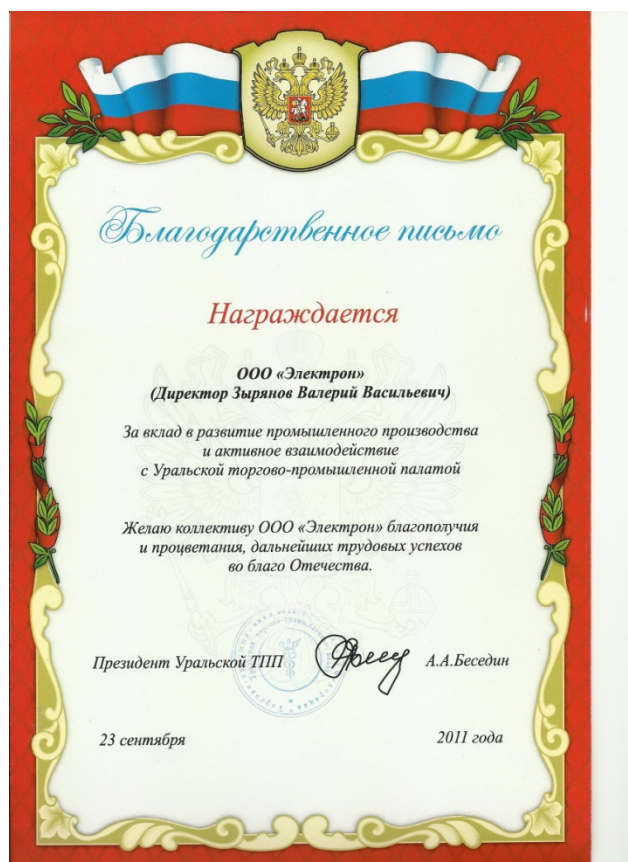 Благодарственное письмо
Награждается
ООО «Электрон»
(Директор Зырянов Валерий Васильевич)
За вклад в развитие промышленного производства
и активное взаимодействие
с Уральской торгово-промышленной палатой
Желаю коллективу ООО «Электрон» благополучия
и процветания, дальнейших трудовых успехов
во благо Отечества.
Президент Уральской ТПП А.А.Беседин
23 сентября 2011 года